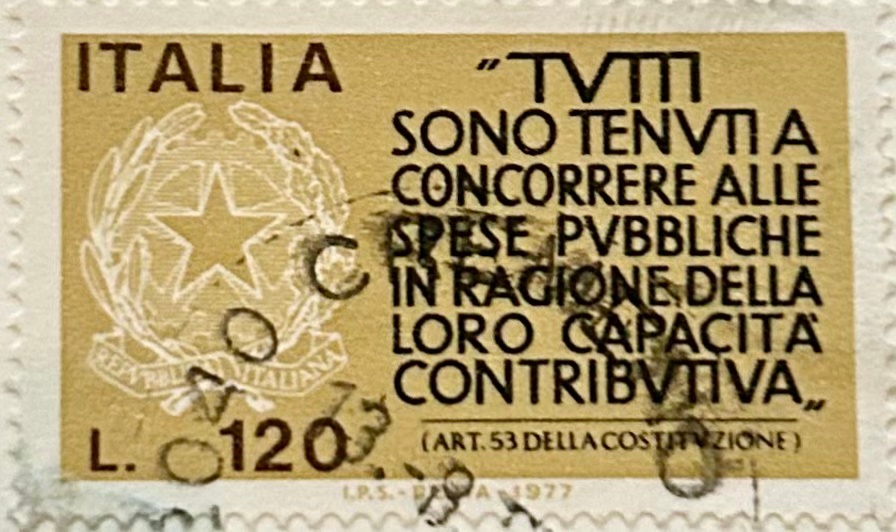 ITALIA
"TVTTI
SONO TENVTI A
CONCORRERE ALLE
SPESE PVBBLICHE
IN RAGIONE DELLA
LORO CAPACITÀ
CONTRIBVTIVA„
(ART. 53 DELLA COSTITVZIONE)
REPVBBLICA ITALIANA
L. 120
I.P.S. - ROMA - 1977